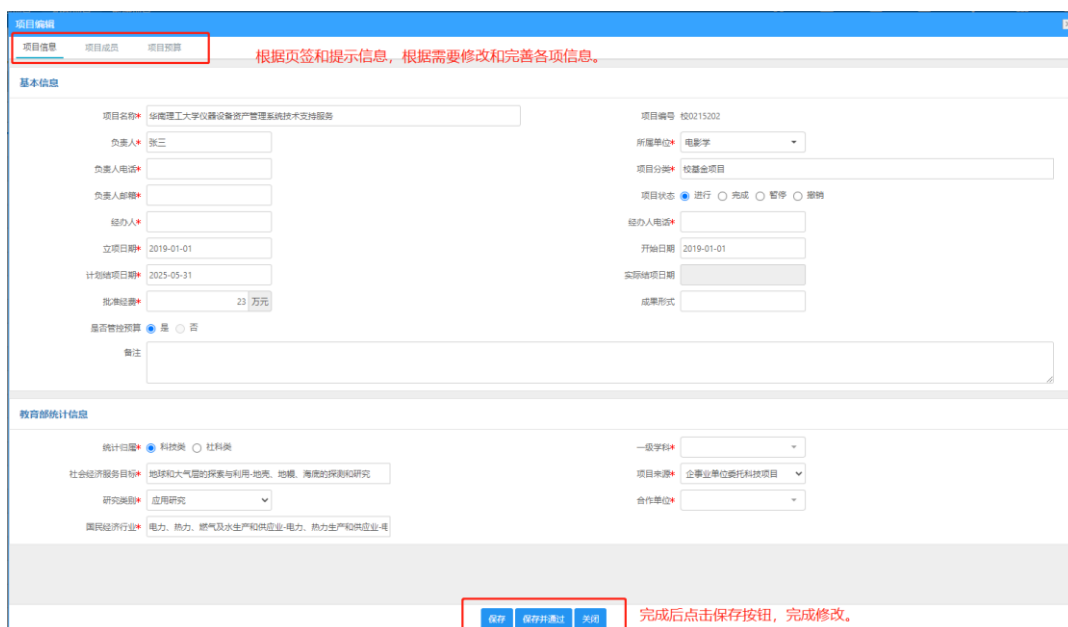 项目编辑
项目信息 项目成员 项目预算
根据页签和提示信息，根据需要修改和完善各项信息。
基本信息
项目名称* 华南理工大学仪器设备资产管理系统技术支持服务 项目编号 校0215202
负责人* 张三 所属单位* 电影学
负责人电话* 项目分类* 校基金项目
负责人邮箱* 项目状态 进行 完成 暂停 撤销
经办人* 经办人电话*
立项日期* 2019-01-01 开始日期 2019-01-01
计划结项日期* 2025-05-31 实际结项日期
批准经费* 23 万元 成果形式
是否管控预算 是 否
备注
教育部统计信息
统计归属* 科技类 社科类 一级学科*
社会经济服务目标* 地球和大气层的探索与利用-地壳、地幔、海底的探测和研究 项目来源* 企事业单位委托科技项目
研究类别* 应用研究 合作单位*
国民经济行业* 电力、热力、燃气及水生产和供应业-电力、热力生产和供应业-
保存 保存并通过 关闭
完成后点击保存按钮，完成修改。